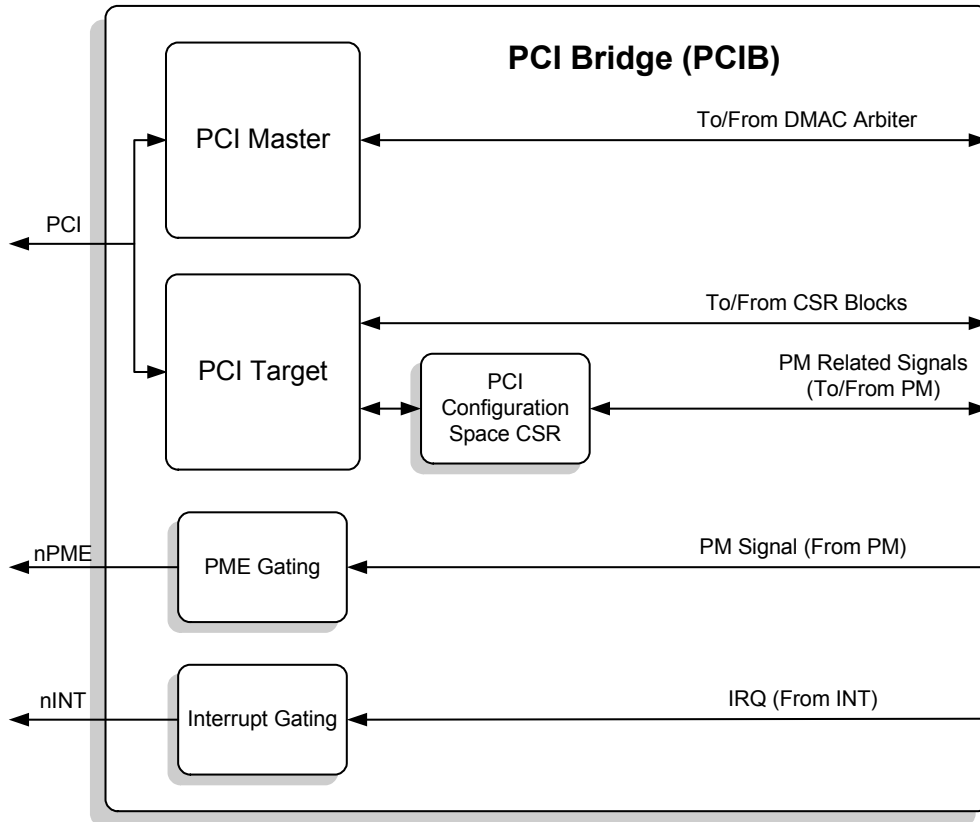 PCI Bridge (PCIB)
PCI Master
To/From DMAC Arbiter
PCI
PCI Target
To/From CSR Blocks
PCI
Configuration
Space CSR
PM Related Signals
(To/From PM)
nPME
PME Gating
PM Signal (From PM)
nINT
Interrupt Gating
IRQ (From INT)